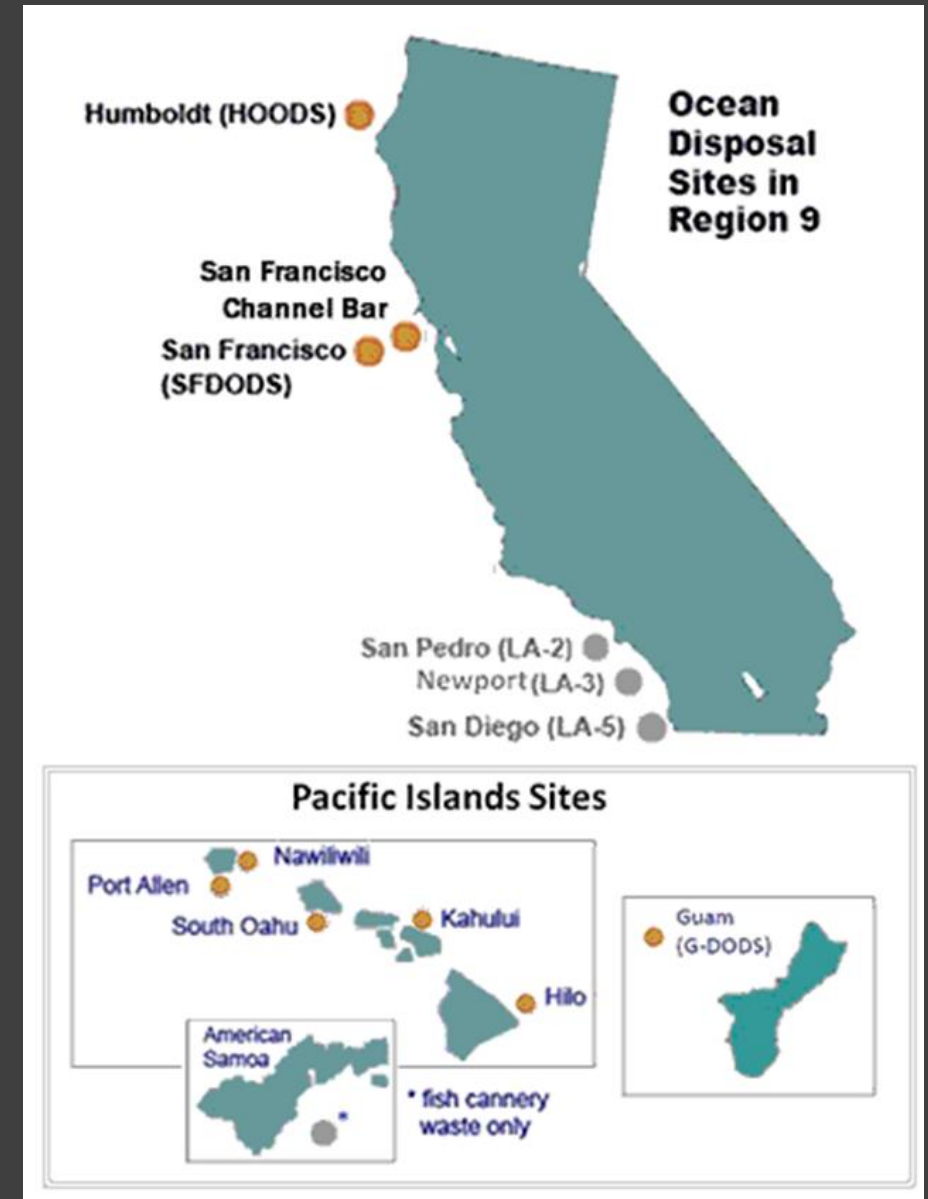 Humboldt (HOODS)
Ocean
Disposal
Sites in
Region 9
San Francisco
Channel Bar
San Francisco
(SFDODS)
San Pedro (LA-2)
Newport (LA-3)
San Diego (LA-5)
Pacific Islands Sites
Nawiliwili
Port Allen
South Oahu
Kahului
Hilo
American
Samoa
*
* fish cannery
waste only
Guam
(G-DODS)